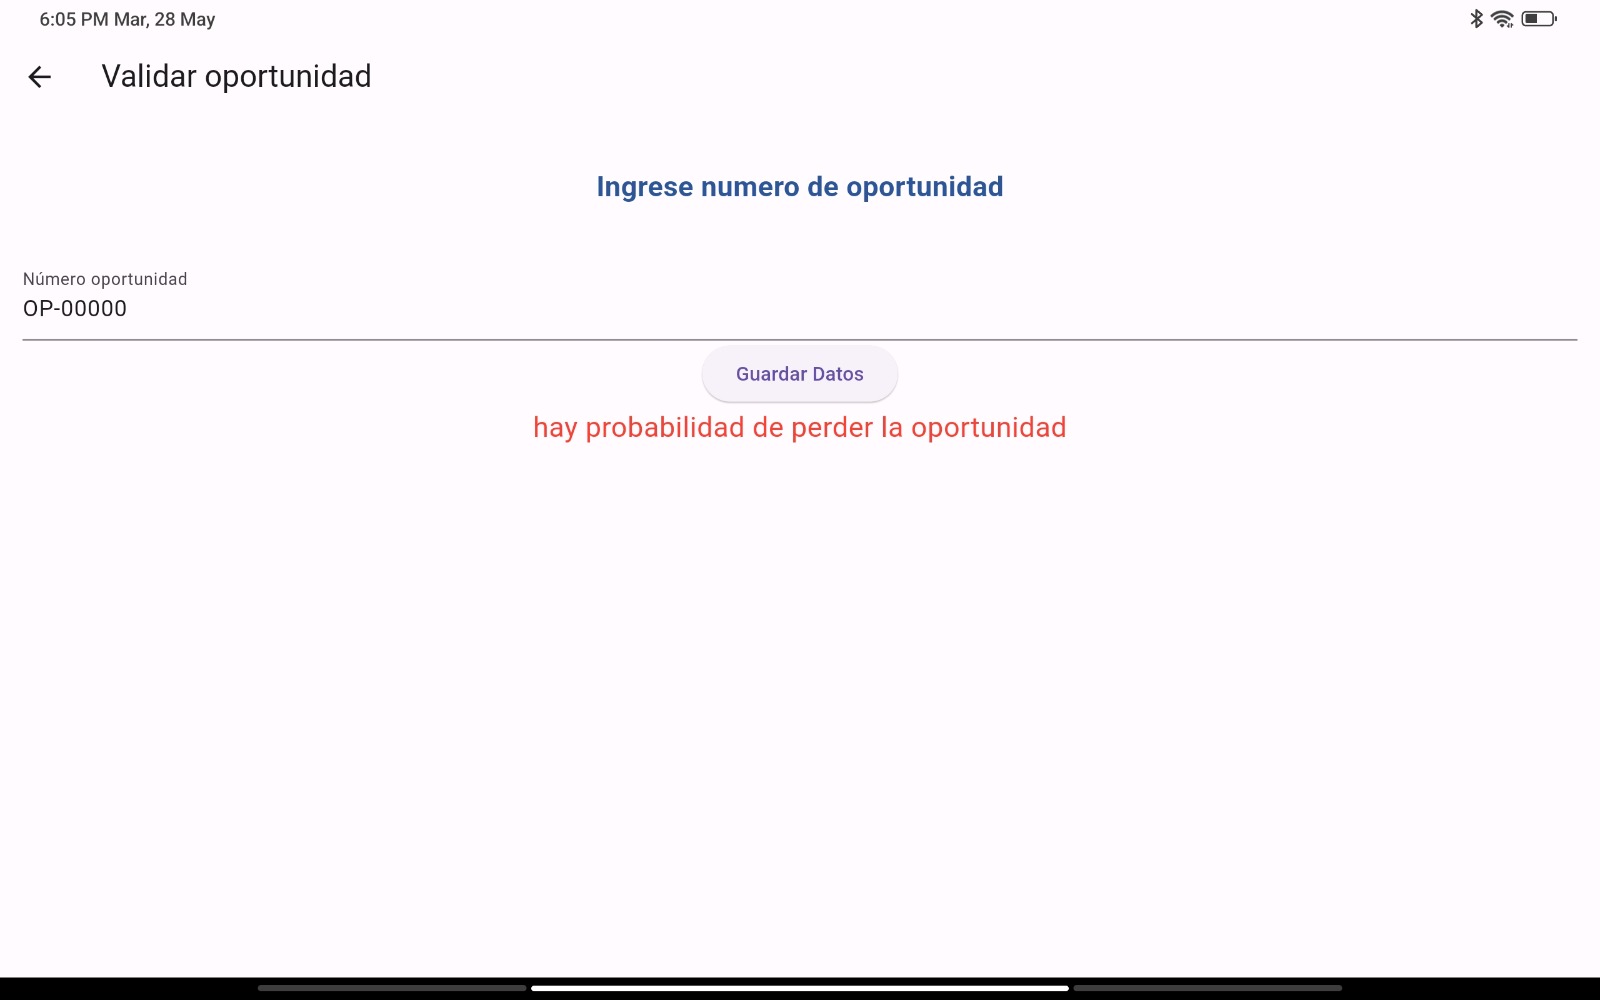 6:05 PM Mar, 28 May
Validar oportunidad
Ingrese numero de oportunidad
Número oportunidad
OP-00000
Guardar Datos
hay probabilidad de perder la oportunidad